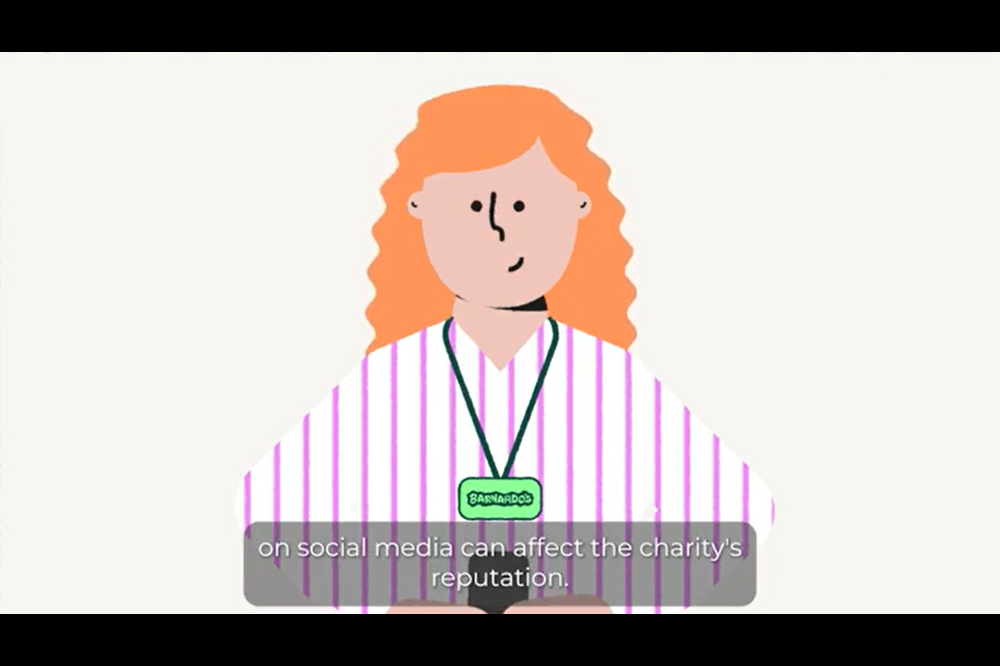 BARNARDO'S
on social media can affect the charity's
reputation.